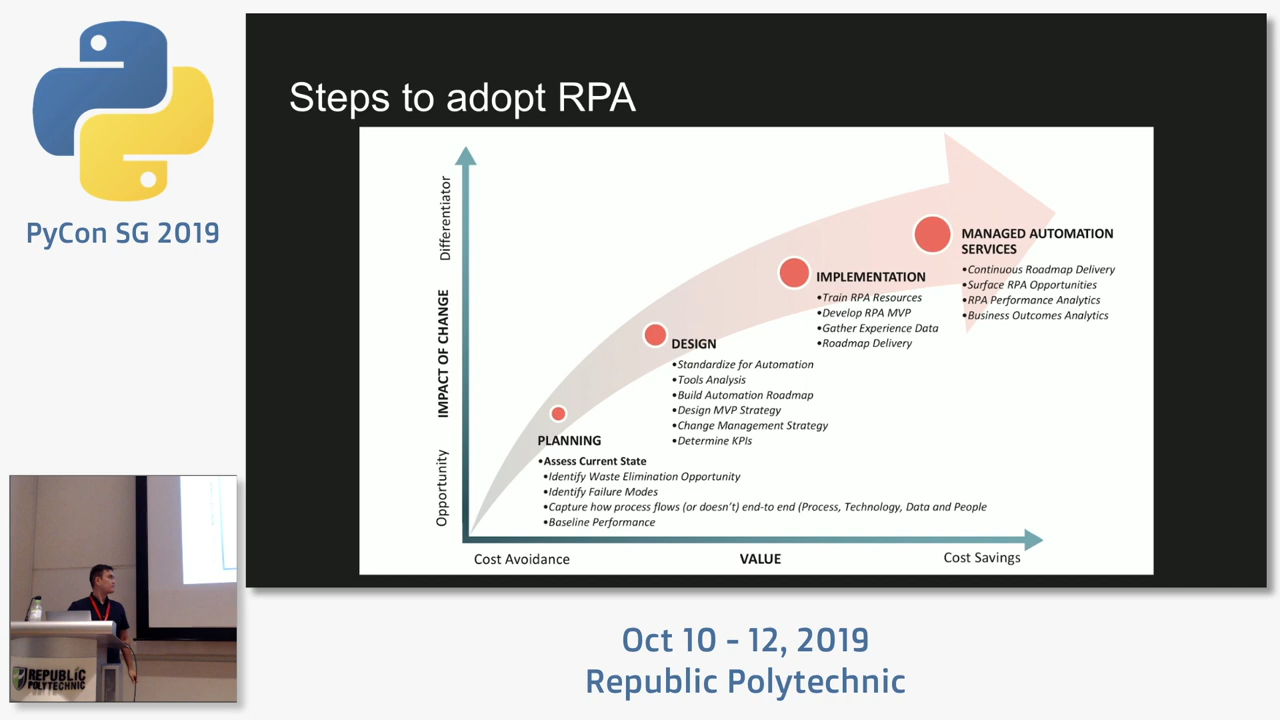 PyCon SG 2019
Steps to adopt RPA
Differentiator
IMPACT OF CHANGE
Opportunity
MANAGED AUTOMATION
SERVICES
•Continuous Roadmap Delivery
•Surface RPA Opportunities
•RPA Performance Analytics
•Business Outcomes Analytics
IMPLEMENTATION
•Train RPA Resources
•Develop RPA MVP
•Gather Experience Data
•Roadmap Delivery
DESIGN
•Standardize for Automation
•Tools Analysis
•Build Automation Roadmap
•Design MVP Strategy
•Change Management Strategy
•Determine KPIs
PLANNING
•Assess Current State
•Identify Waste Elimination Opportunity
•Identify Failure Modes
•Capture how process flows (or doesn't) end-to end (Process, Technology, Data and People
•Baseline Performance
Cost Avoidance
VALUE
Cost Savings
REPUBLIC
POLYTECHNIC
Oct 10 - 12, 2019
Republic Polytechnic